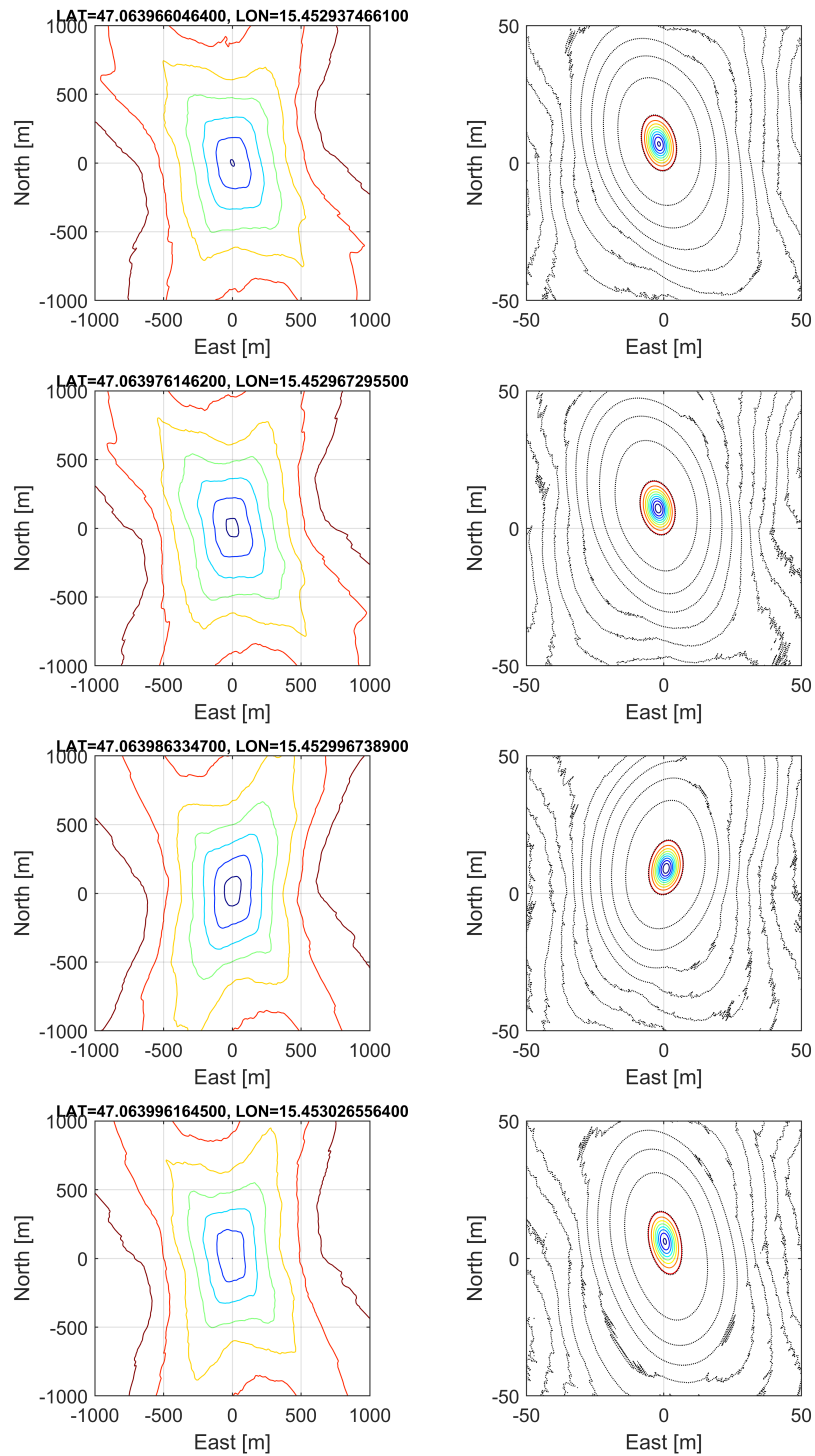 LAT=47.063966046400, LON=15.452937466100
1000
500
0
-500
-1000
North [m]
-1000 -500 0 500 1000
East [m]
50
0
-50
North [m]
-50 0 50
East [m]
LAT=47.063976146200, LON=15.452967295500
1000
500
0
-500
-1000
North [m]
-1000 -500 0 500 1000
East [m]
50
0
-50
North [m]
-50 0 50
East [m]
LAT=47.063986334700, LON=15.452996738900
1000
500
0
-500
-1000
North [m]
-1000 -500 0 500 1000
East [m]
50
0
-50
North [m]
-50 0 50
East [m]
LAT=47.063996164500, LON=15.453026556400
1000
500
0
-500
-1000
North [m]
-1000 -500 0 500 1000
East [m]
50
0
-50
North [m]
-50 0 50
East [m]